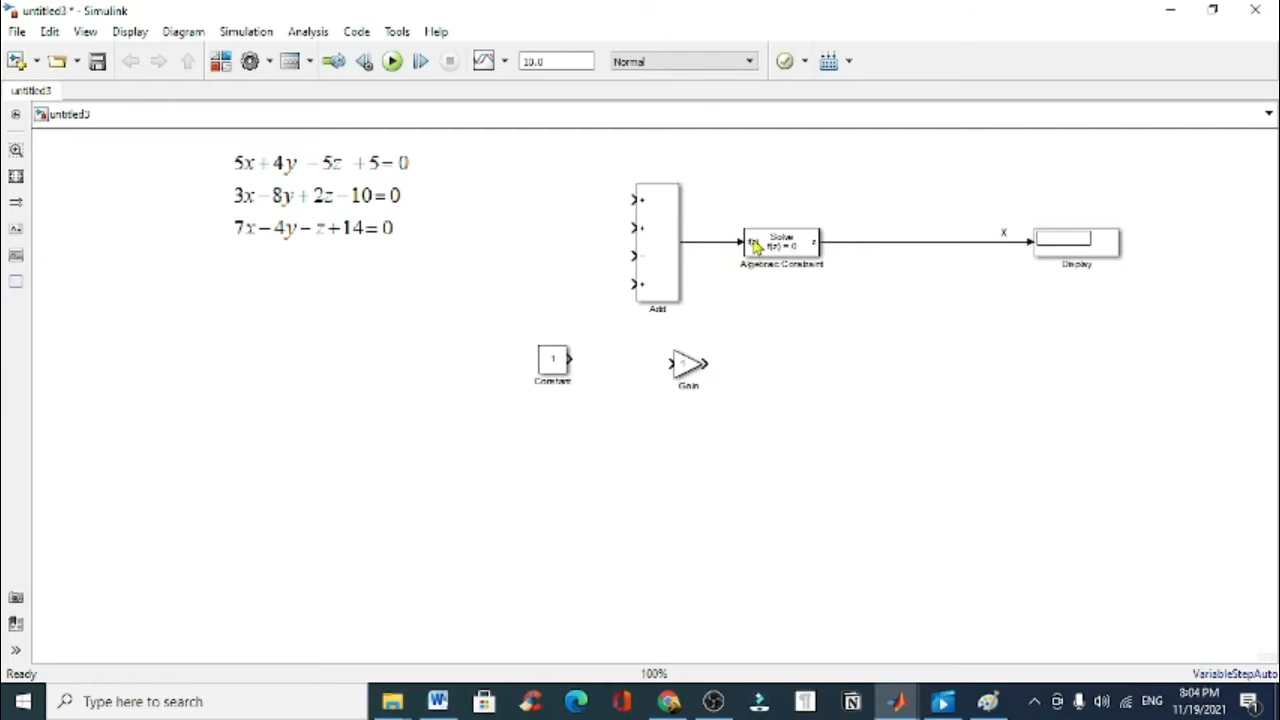 untitled3 * - Simulink
File Edit View Display Diagram Simulation Analysis Code Tools Help
10.0 Normal
untitled3
untitled3
5x + 4y - 5z + 5 = 0
3x - 8y + 2z - 10 = 0
7x - 4y - z + 14 = 0
Add
Solve
f(z) = 0
z
Algebraic Constraint
X
Display
1
Constant
Gain
Ready 100% VariableStepAuto
Type here to search
ENG
8:04 PM
11/19/2021